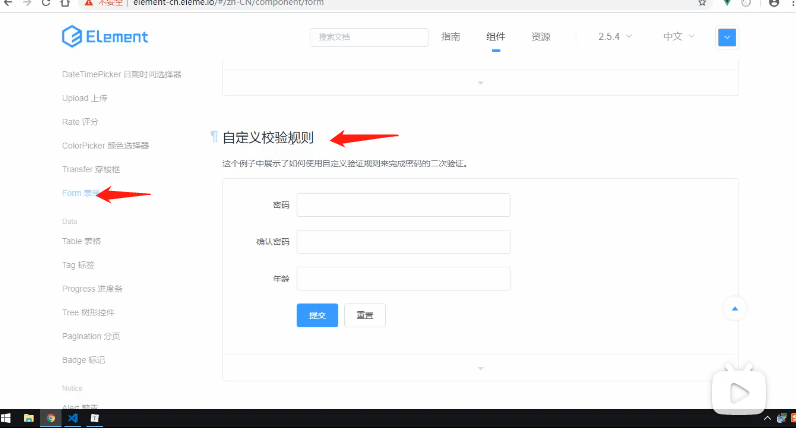 不安全 element-cn.eleme.io/#/zh-CN/component/form
Element
搜索文档
指南
组件
资源
2.5.4
中文
DateTimePicker 日期时间选择器
Upload 上传
Rate 评分
ColorPicker 颜色选择器
Transfer 穿梭框
Form
Data
Table 表格
Tag 标签
Progress 进度条
Tree 树形控件
Pagination 分页
Badge 标记
Notice
Alert 警告
¶ 自定义校验规则
这个例子中展示了如何使用自定义验证规则来完成密码的二次验证。
密码
确认密码
年龄
提交 重置